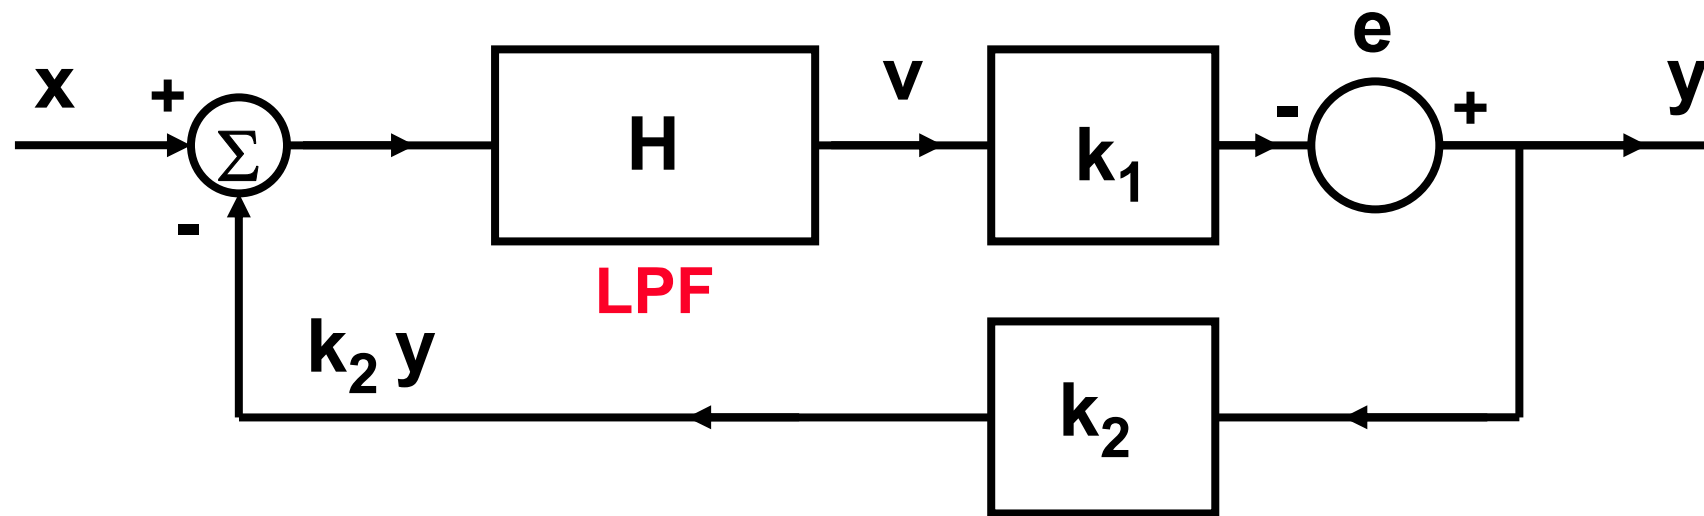 e
x + v - + y
Σ H k₁
-
LPF
k₂ y
k₂